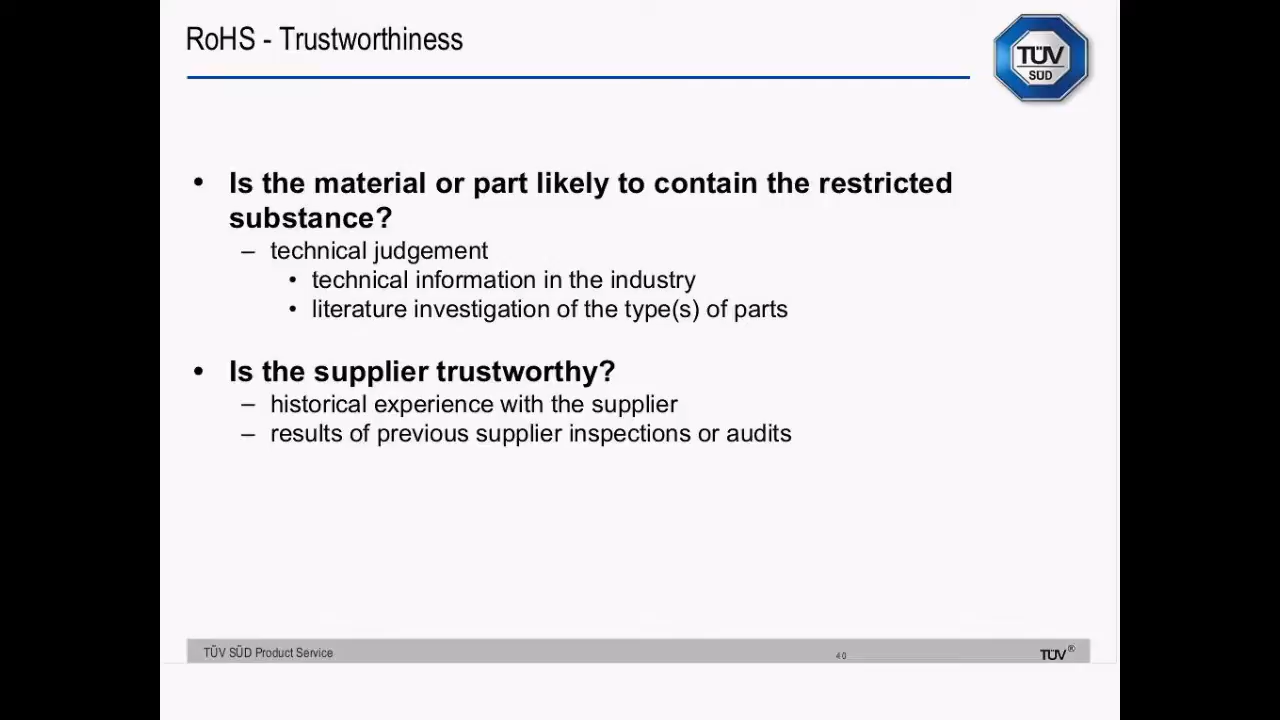 RoHS - Trustworthiness
TÜV
SÜD
• Is the material or part likely to contain the restricted
substance?
– technical judgement
• technical information in the industry
• literature investigation of the type(s) of parts
• Is the supplier trustworthy?
– historical experience with the supplier
– results of previous supplier inspections or audits
TÜV SÜD Product Service
40
TÜV®